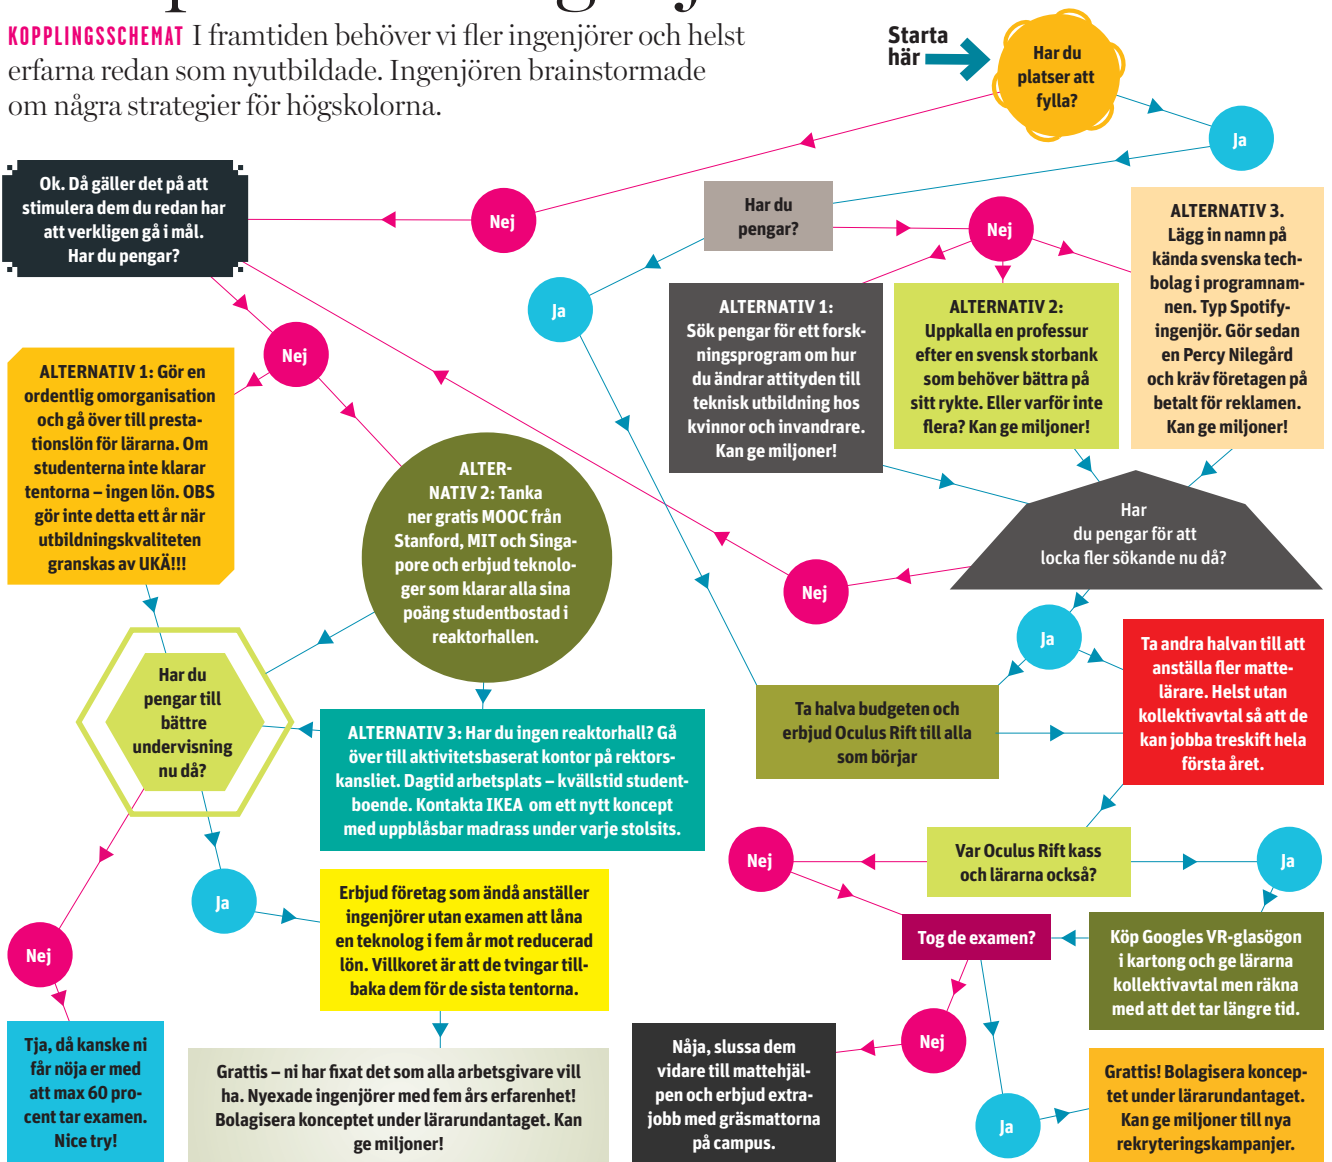 KOPPLINGSSCHEMAT I framtiden behöver vi fler ingenjörer och helst
erfarna redan som nyutbildade. Ingenjören brainstormade
om några strategier för högskolorna.
Starta
här
Har du
platser att
fylla?
Ja
Nej
Ok. Då gäller det på att
stimulera dem du redan har
att verkligen gå i mål.
Har du pengar?
Har du
pengar?
Nej
Ja
ALTERNATIV 1:
Sök pengar för ett forsk-
ningsprogram om hur
du ändrar attityden till
teknisk utbildning hos
kvinnor och invandrare.
Kan ge miljoner!
ALTERNATIV 2:
Uppkalla en professur
efter en svensk storbank
som behöver bättra på
sitt rykte. Eller varför inte
flera? Kan ge miljoner!
ALTERNATIV 3.
Lägg in namn på
kända svenska tech-
bolag i programnam-
nen. Typ Spotify-
ingenjör. Gör sedan
en Percy Nilegård
och kräv företagen på
betalt för reklamen.
Kan ge miljoner!
Nej
ALTERNATIV 1: Gör en
ordentlig omorganisation
och gå över till presta-
tionslön för lärarna. Om
studenterna inte klarar
tentorna – ingen lön. OBS
gör inte detta ett år när
utbildningskvaliteten
granskas av UKÄ!!!
ALTER-
NATIV 2: Tanka
ner gratis MOOC från
Stanford, MIT och Singa-
pore och erbjud teknolo-
ger som klarar alla sina
poäng studentbostad i
reaktorhallen.
Har
du pengar för att
locka fler sökande nu då?
Nej
Ja
Ta halva budgeten och
erbjud Oculus Rift till alla
som börjar
Ta andra halvan till att
anställa fler matte-
lärare. Helst utan
kollektivavtal så att de
kan jobba treskift hela
första året.
Har du
pengar till
bättre
undervisning
nu då?
ALTERNATIV 3: Har du ingen reaktorhall? Gå
över till aktivitetsbaserat kontor på rektors-
kansliet. Dagtid arbetsplats – kvällstid student-
boende. Kontakta IKEA om ett nytt koncept
med uppblåsbar madrass under varje stolsits.
Nej
Var Oculus Rift kass
och lärarna också?
Ja
Ja
Erbjud företag som ändå anställer
ingenjörer utan examen att låna
en teknolog i fem år mot reducerad
lön. Villkoret är att de tvingar till-
baka dem för de sista tentorna.
Nej
Tog de examen?
Köp Googles VR-glasögon
i kartong och ge lärarna
kollektivavtal men räkna
med att det tar längre tid.
Tja, då kanske ni
får nöja er med
att max 60 pro-
cent tar examen.
Nice try!
Grattis – ni har fixat det som alla arbetsgivare vill
ha. Nyexade ingenjörer med fem års erfarenhet!
Bolagisera konceptet under lärarundantaget. Kan
ge miljoner!
Nej
Nåja, slussa dem
vidare till mattehjäl-
pen och erbjud extra-
jobb med gräsmattorna
på campus.
Ja
Grattis! Bolagisera koncep-
tet under lärarundantaget.
Kan ge miljoner till nya
rekryteringskampanjer.